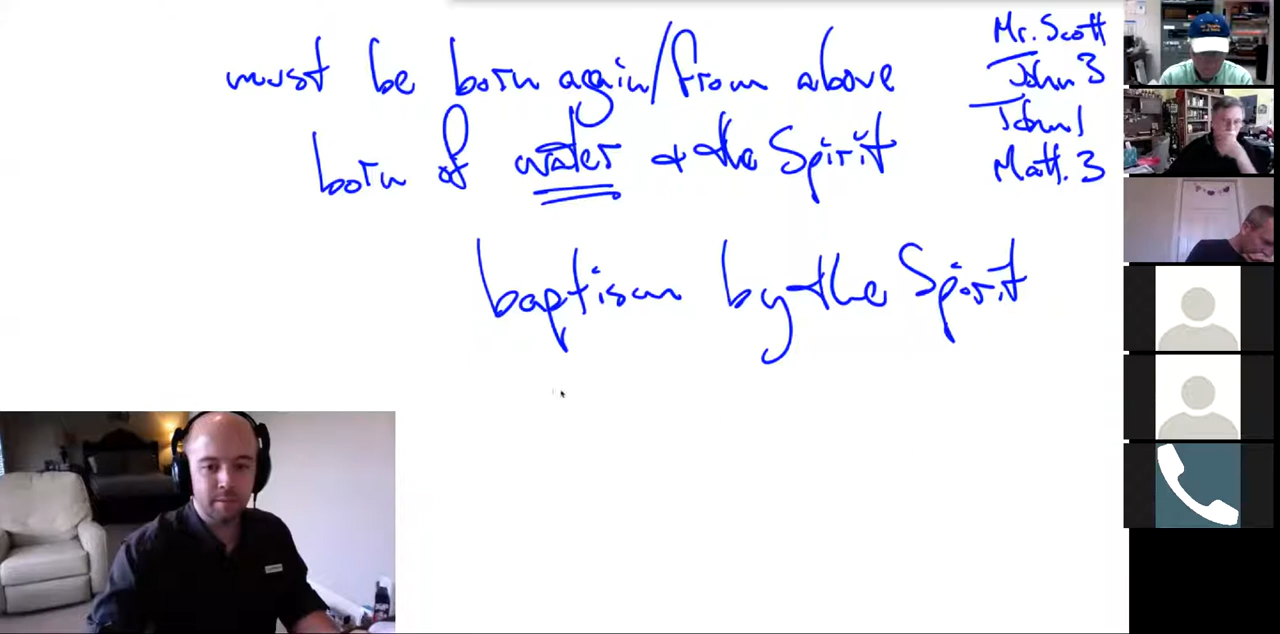 must be born again/from above
born of water & the Spirit
baptism by the Spirit
Mr. Scott
John 3
John 1
Matt. 3